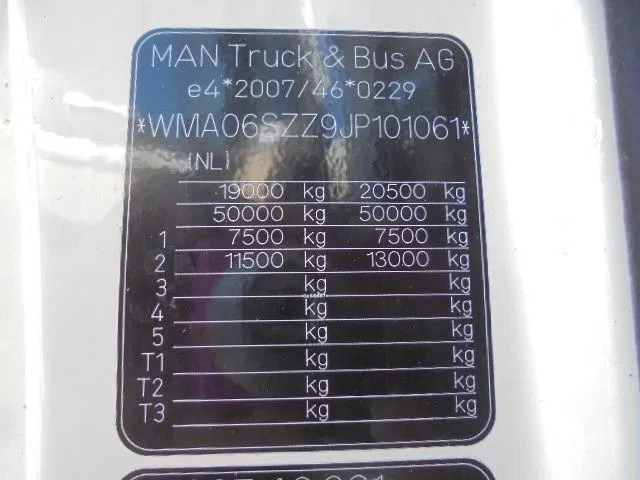 MAN Truck & Bus AG
e4*2007/46*0229
*WMA06SZZ9JP101061*
(NL)
19000 kg 20500 kg
50000 kg 50000 kg
1 7500 kg 7500 kg
2 11500 kg 13000 kg
3 kg kg
4 kg kg
5 kg kg
T1 kg kg
T2 kg kg
T3 kg kg